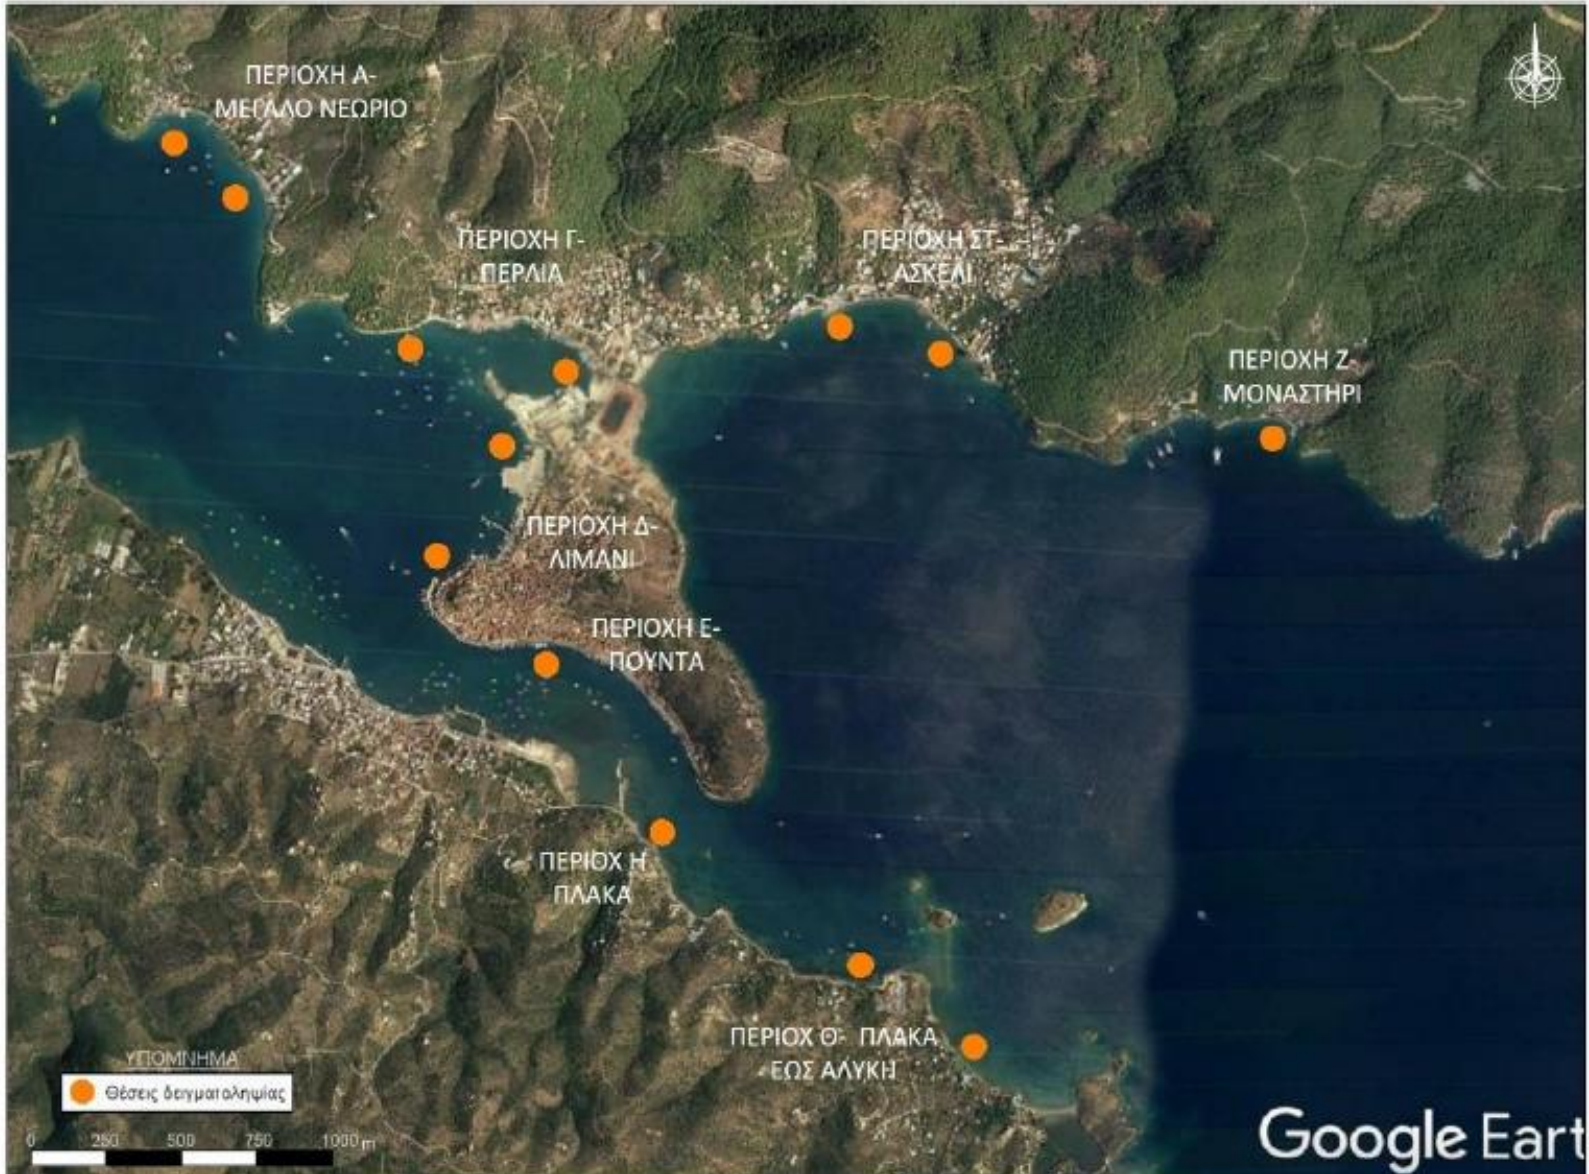 ΠΕΡΙΟΧΗ Α-
ΜΕΓΑΛΟ ΝΕΩΡΙΟ
ΠΕΡΙΟΧΗ Γ-
ΠΕΡΛΙΑ
ΠΕΡΙΟΧΗ ΣΤ-
ΑΣΚΕΛΙ
ΠΕΡΙΟΧΗ Ζ-
ΜΟΝΑΣΤΗΡΙ
ΠΕΡΙΟΧΗ Δ-
ΛΙΜΑΝΙ
ΠΕΡΙΟΧΗ Ε-
ΠΟΥΝΤΑ
ΠΕΡΙΟΧ Η
ΠΛΑΚΑ
ΠΕΡΙΟΧ Θ- ΠΛΑΚΑ
ΕΩΣ ΑΛΥΚΗ
ΥΠΟΜΝΗΜΑ
Θέσεις δειγματοληψίας
0 250 500 750 1000 m
Google Eart